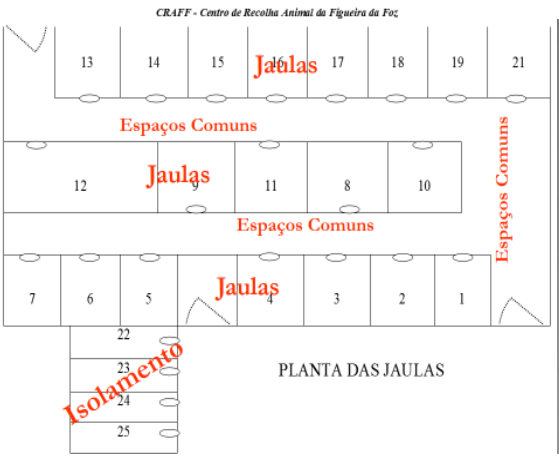 CRAFF - Centro de Recolha Animal da Figueira da Foz
13 14 15 16 17 18 19 21
Jaulas
Espaços Comuns
Espaços Comuns
12 9 11 8 10
Jaulas
Espaços Comuns
7 6 5 4 3 2 1
Jaulas
22
23
24
25
Isolamento
PLANTA DAS JAULAS